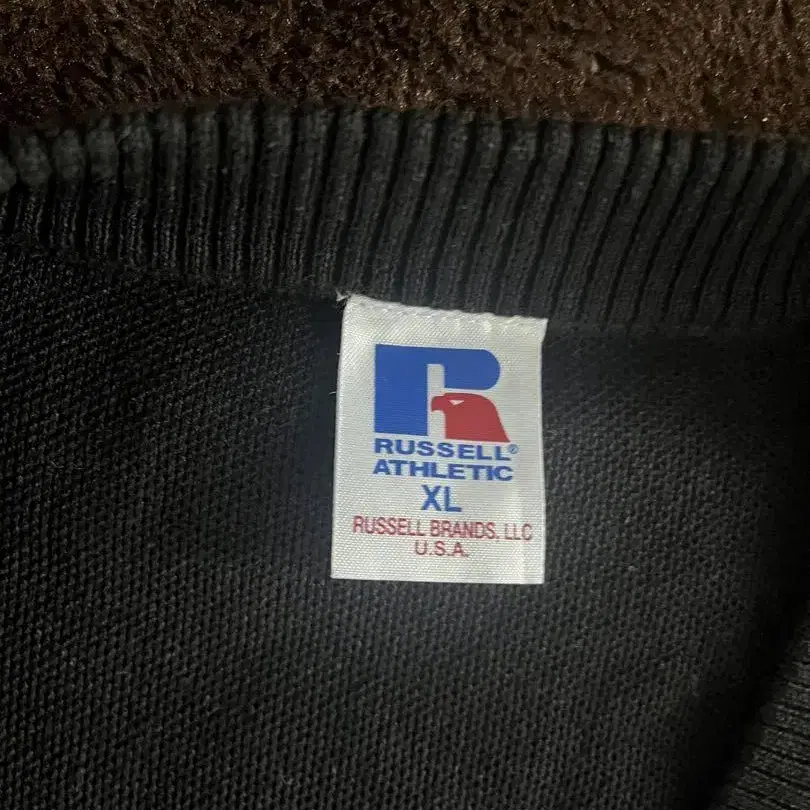 RUSSELL®
ATHLETIC
XL
RUSSELL BRANDS, LLC
U.S.A.